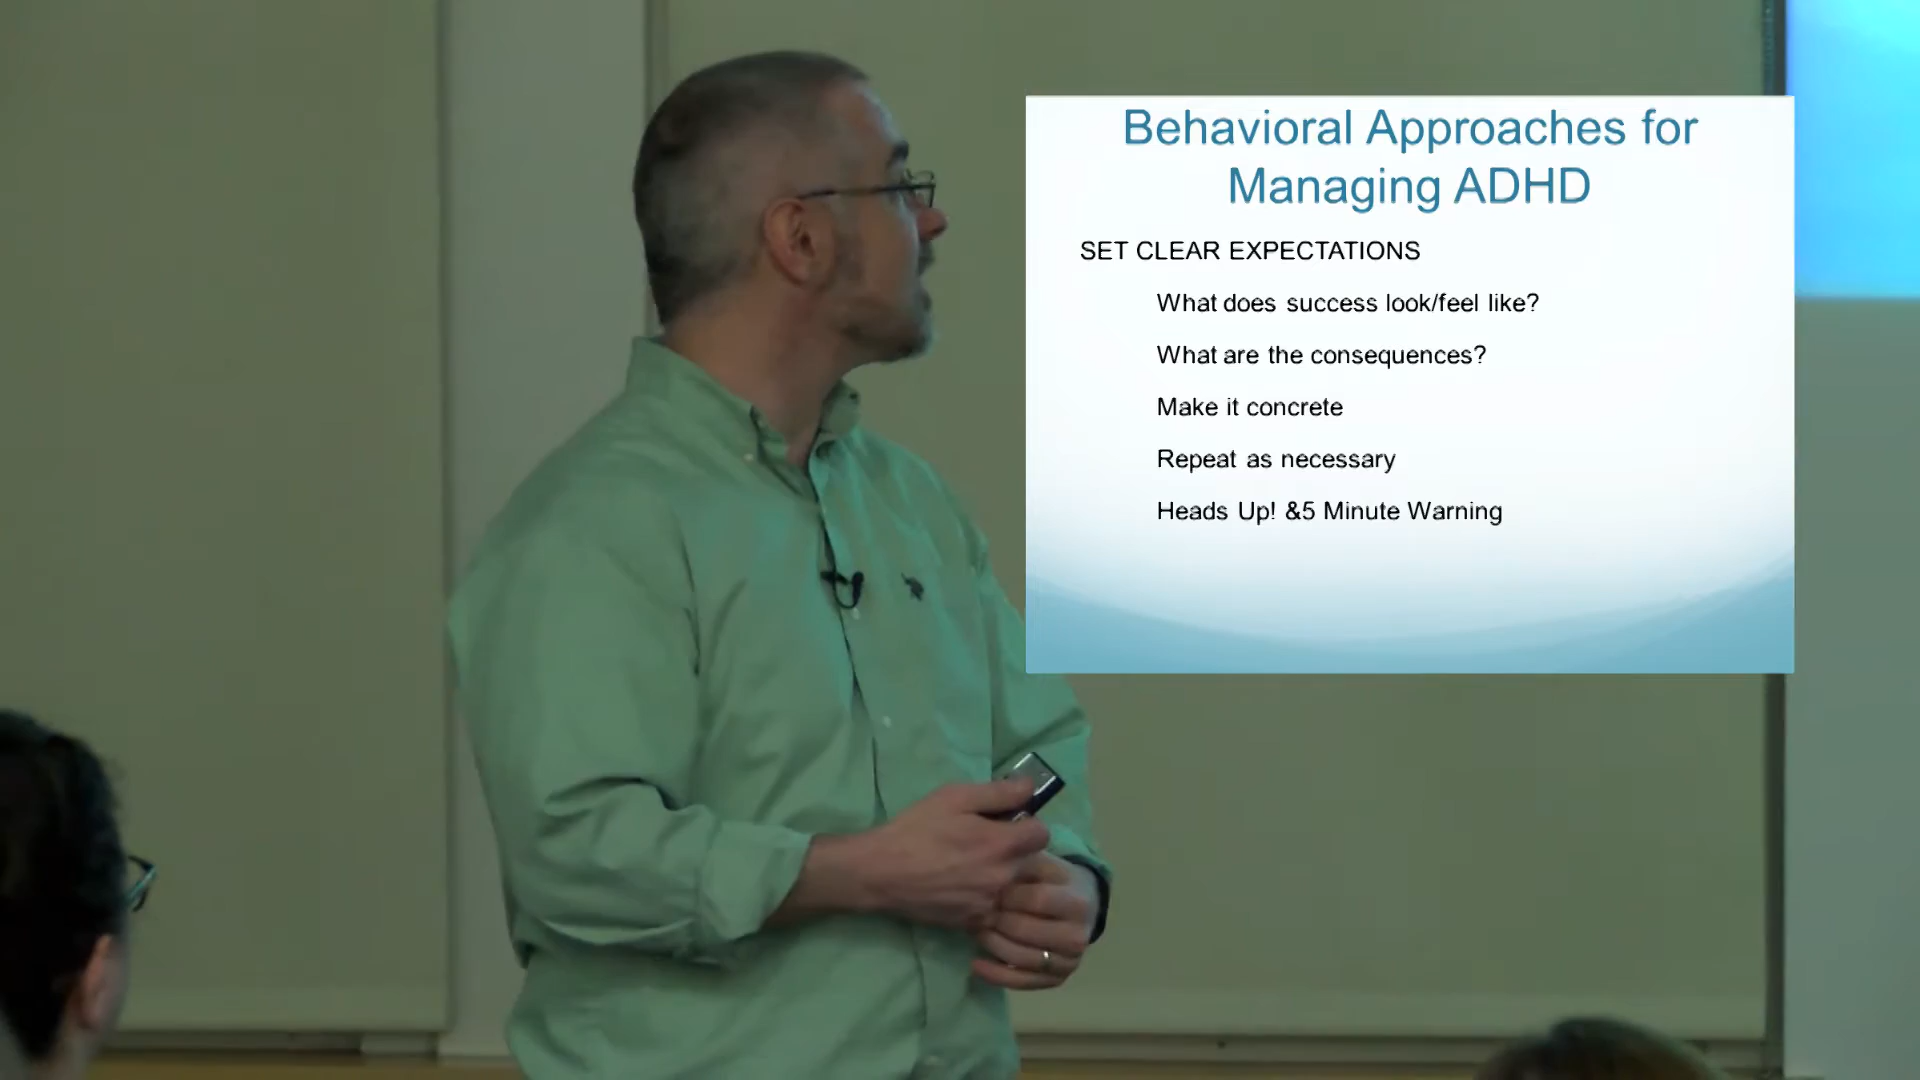 Behavioral Approaches for
Managing ADHD
SET CLEAR EXPECTATIONS
What does success look/feel like?
What are the consequences?
Make it concrete
Repeat as necessary
Heads Up! &5 Minute Warning